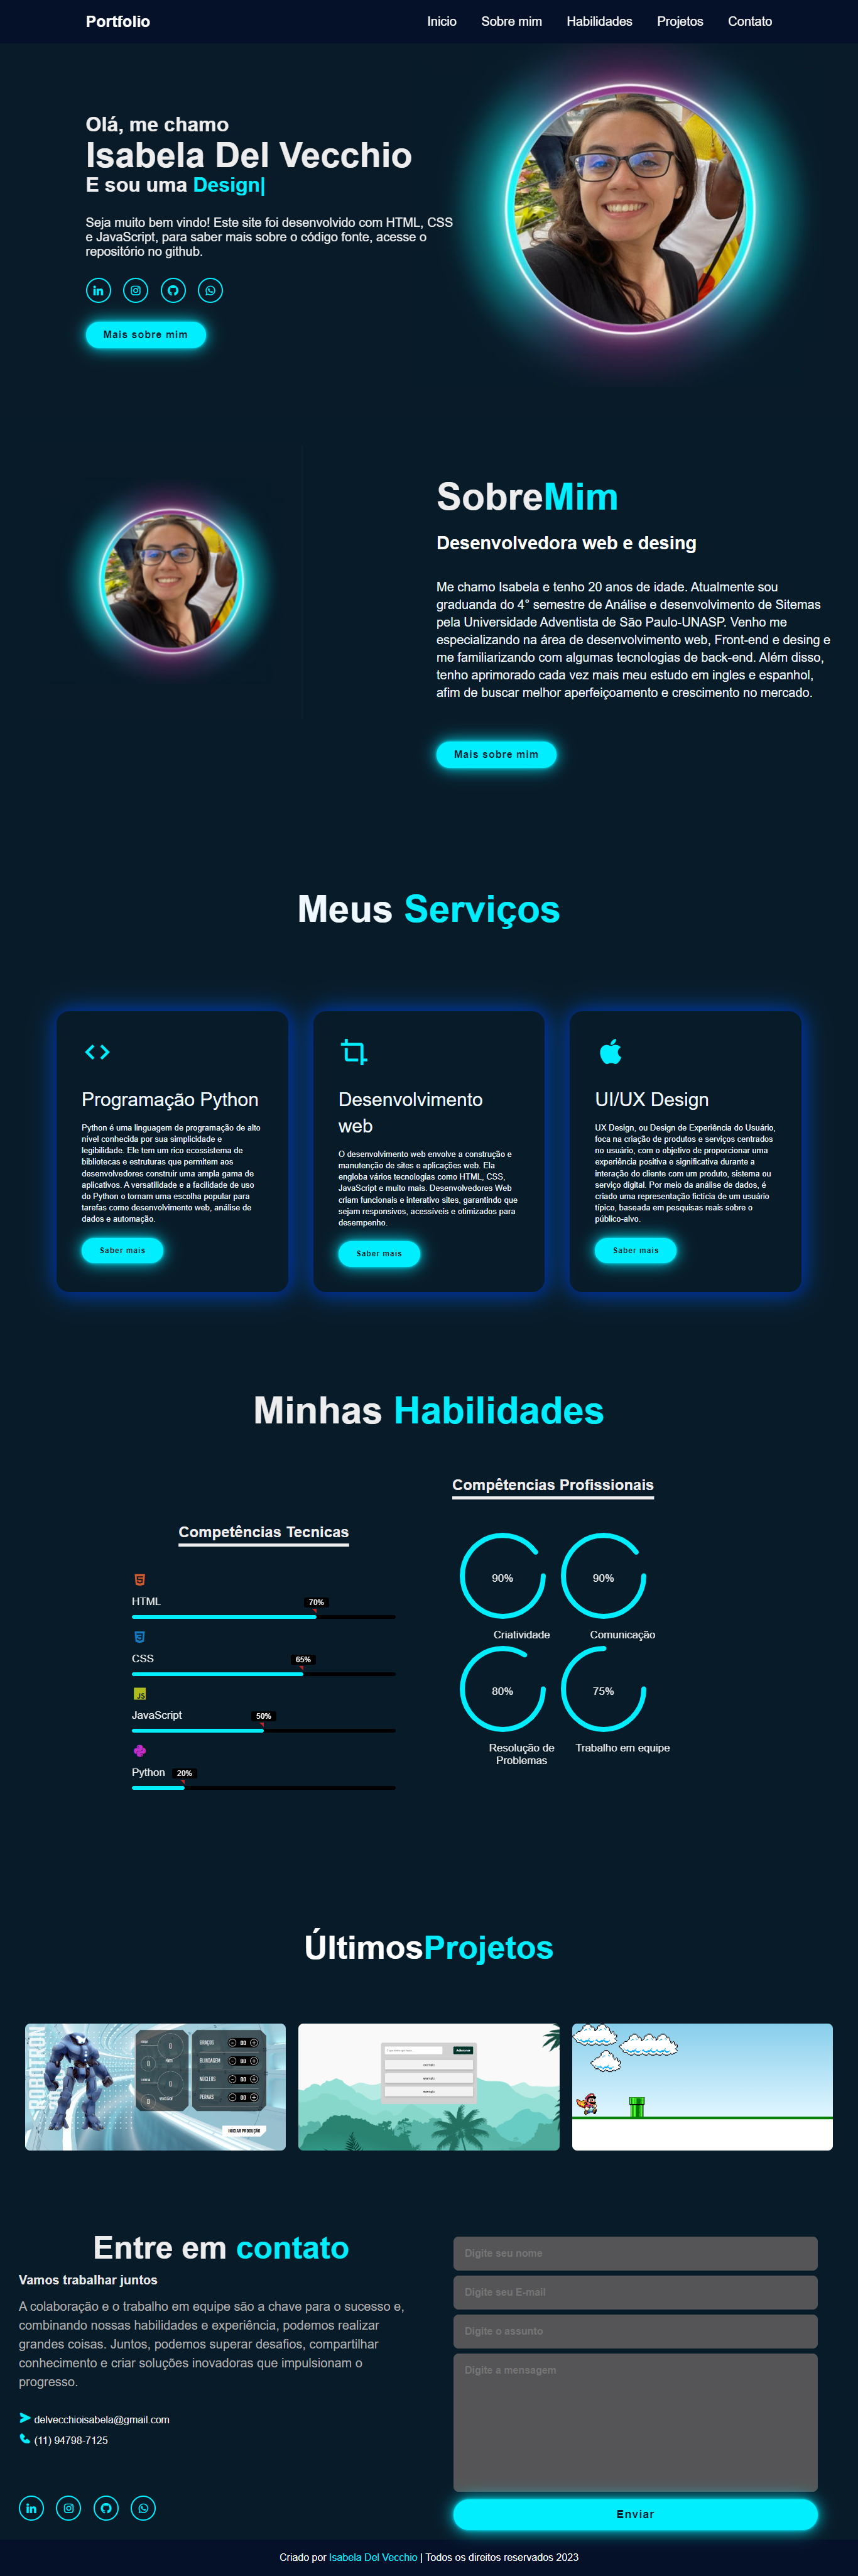 Portfolio
Inicio
Sobre mim
Habilidades
Projetos
Contato
Olá, me chamo
Isabela Del Vecchio
E sou uma Design|
Seja muito bem vindo! Este site foi desenvolvido com HTML, CSS
e JavaScript, para saber mais sobre o código fonte, acesse o
repositório no github.
in
Mais sobre mim
SobreMim
Desenvolvedora web e desing
Me chamo Isabela e tenho 20 anos de idade. Atualmente sou
graduanda do 4° semestre de Análise e desenvolvimento de Sitemas
pela Universidade Adventista de São Paulo-UNASP. Venho me
especializando na área de desenvolvimento web, Front-end e desing e
me familiarizando com algumas tecnologias de back-end. Além disso,
tenho aprimorado cada vez mais meu estudo em ingles e espanhol,
afim de buscar melhor aperfeiçoamento e crescimento no mercado.
Mais sobre mim
Meus Serviços
Programação Python
Python é uma linguagem de programação de alto
nível conhecida por sua simplicidade e
legibilidade. Ele tem um rico ecossistema de
bibliotecas e estruturas que permitem aos
desenvolvedores construir uma ampla gama de
aplicativos. A versatilidade e a facilidade de uso
do Python o tornam uma escolha popular para
tarefas como desenvolvimento web, análise de
dados e automação.
Saber mais
Desenvolvimento
web
O desenvolvimento web envolve a construção e
manutenção de sites e aplicações web. Ela
engloba vários tecnologias como HTML, CSS,
JavaScript e muito mais. Desenvolvedores Web
criam funcionais e interativo sites, garantindo que
sejam responsivos, acessíveis e otimizados para
desempenho.
Saber mais
UI/UX Design
UX Design, ou Design de Experiência do Usuário,
foca na criação de produtos e serviços centrados
no usuário, com o objetivo de proporcionar uma
experiência positiva e significativa durante a
interação do cliente com um produto, sistema ou
serviço digital. Por meio da análise de dados, é
criado uma representação fictícia de um usuário
típico, baseada em pesquisas reais sobre o
público-alvo.
Saber mais
Minhas Habilidades
Competências Tecnicas
HTML
70%
CSS
65%
JS
JavaScript
50%
Python
20%
Compêtencias Profissionais
90%
Criatividade
90%
Comunicação
80%
Resolução de
Problemas
75%
Trabalho em equipe
ÚltimosProjetos
ROBOTRON
BRAÇOS
00
BLINDAGEM
00
NÚCLEOS
00
PERNAS
00
INICIAR PRODUÇÃO
Adicionar
Entre em contato
Vamos trabalhar juntos
A colaboração e o trabalho em equipe são a chave para o sucesso e,
combinando nossas habilidades e experiência, podemos realizar
grandes coisas. Juntos, podemos superar desafios, compartilhar
conhecimento e criar soluções inovadoras que impulsionam o
progresso.
delvecchioisabela@gmail.com
(11) 94798-7125
in
Digite seu nome
Digite seu E-mail
Digite o assunto
Digite a mensagem
Enviar
Criado por Isabela Del Vecchio | Todos os direitos reservados 2023